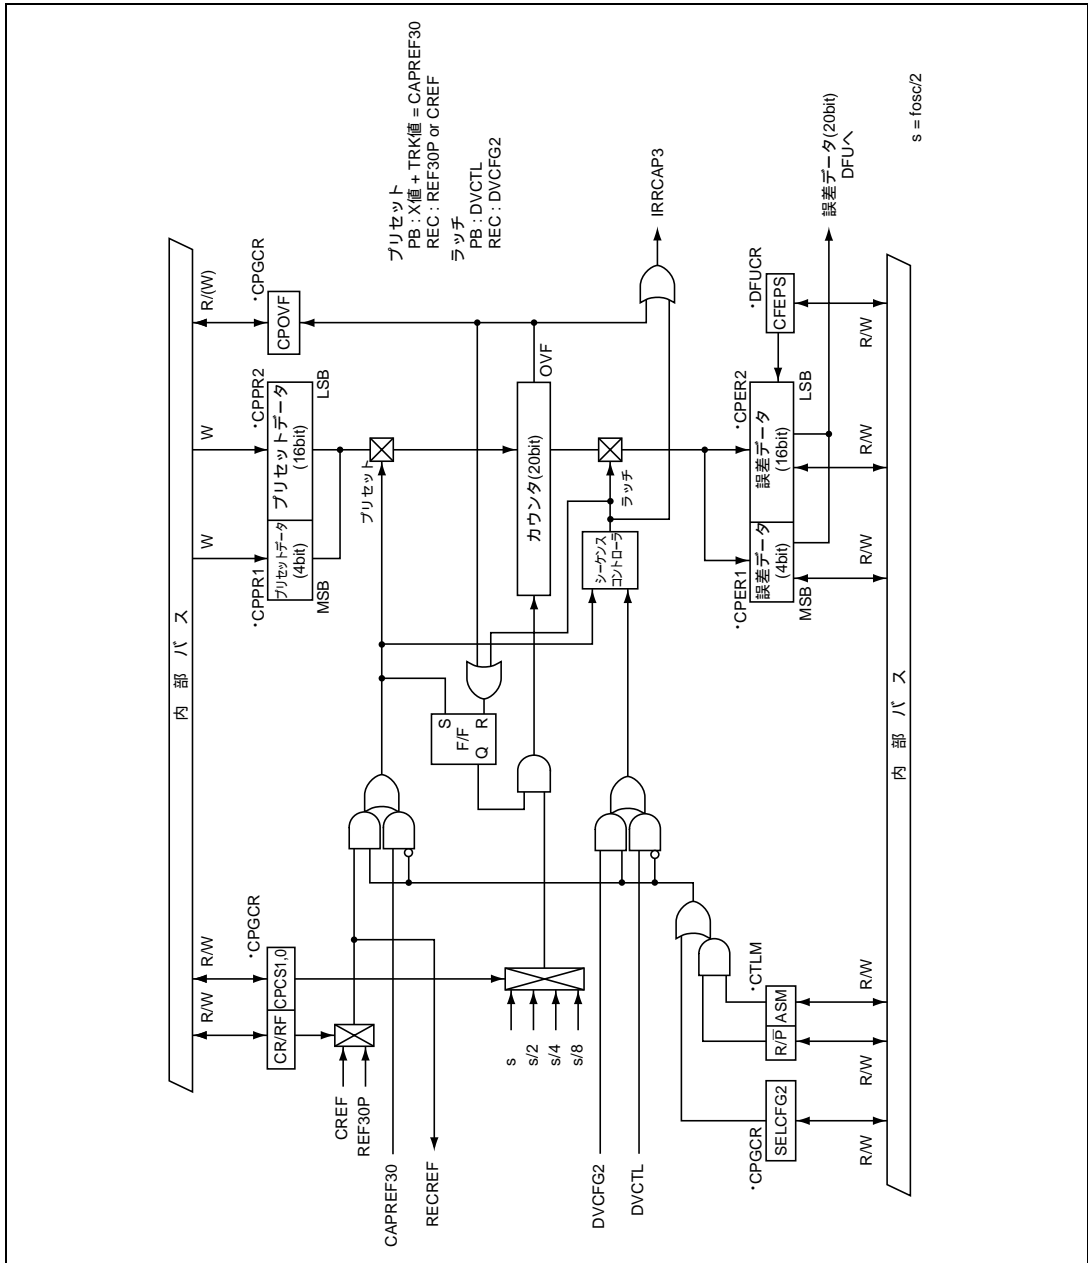 内部バス
R/W
R/W
W
W
R/(W)
・CPGCR
CR/RF
CPCS1,0
・CPPR1
プリセットデータ
(4bit)
MSB
・CPPR2
プリセットデータ
(16bit)
LSB
・CPGCR
CPOVF
プリセット
PB : X値 + TRK値 = CAPREF30
REC : REF30P or CREF
ラッチ
PB : DVCTL
REC : DVCFG2
CREF
REF30P
CAPREF30
RECREF
プリセット
S
F/F
Q
R
s
s/2
s/4
s/8
カウンタ(20bit)
OVF
IRRCAP3
DVCFG2
DVCTL
シーケンス
コントローラ
ラッチ
・CPGCR
SELCFG2
・CTLM
R/P̅
ASM
・CPER1
誤差データ
(4bit)
MSB
・CPER2
誤差データ
(16bit)
LSB
・DFUCR
CFEPS
誤差データ(20bit)
DFUへ
R/W
R/W
R/W
R/W
R/W
R/W
内部バス
s = fosc/2